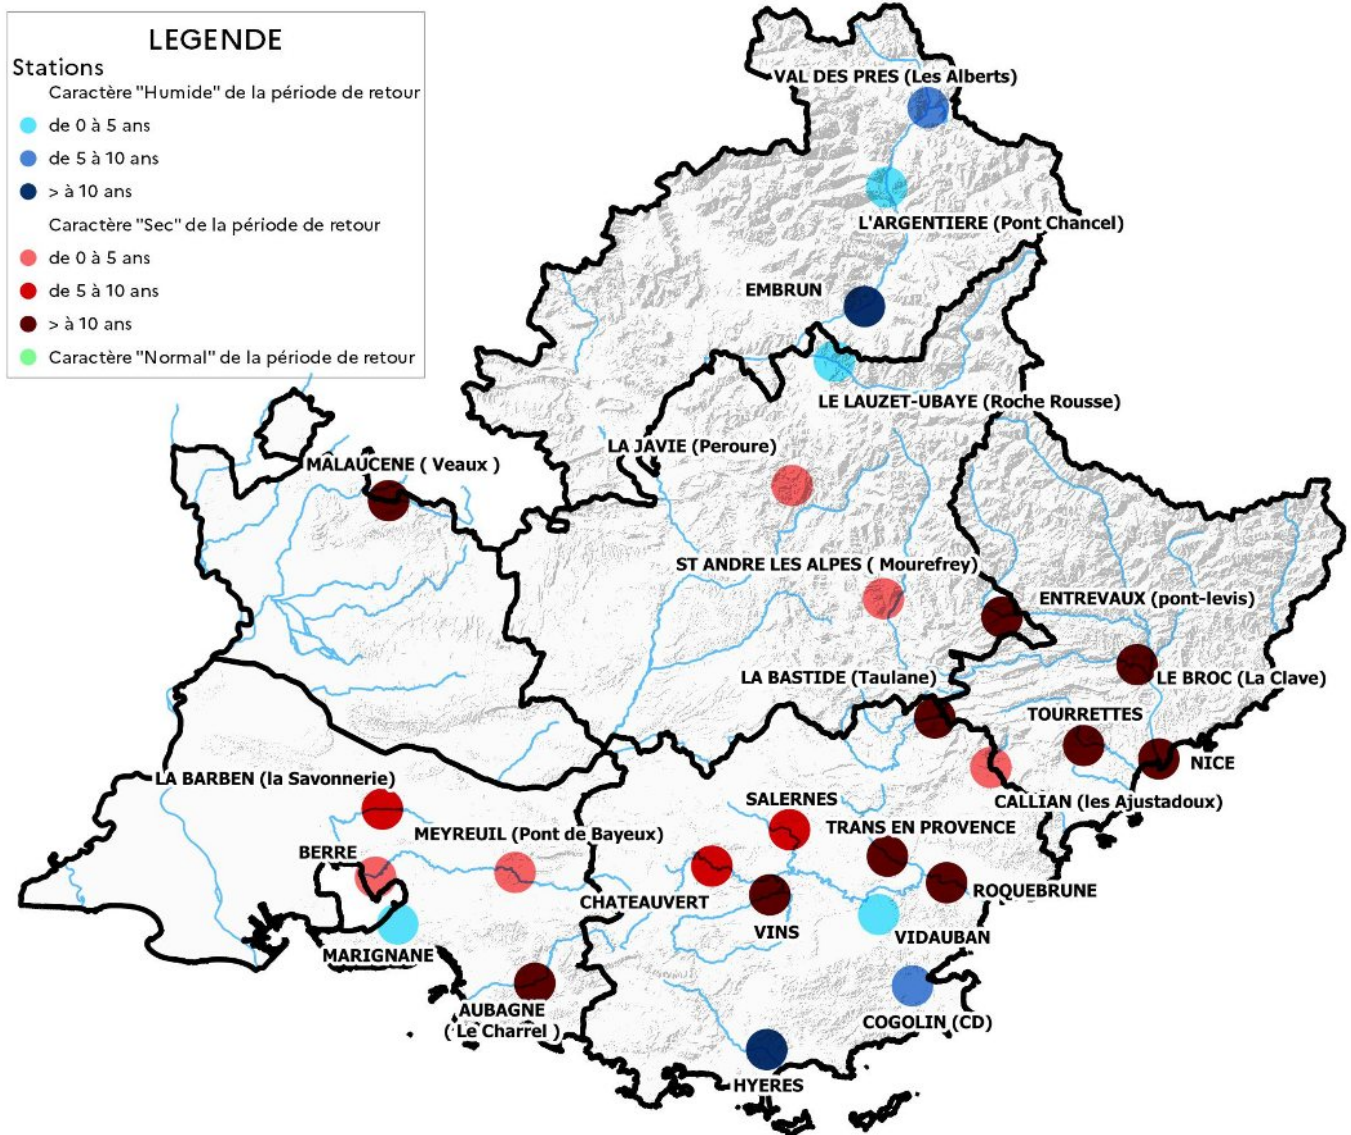 LEGENDE
Stations
Caractère "Humide" de la période de retour
de 0 à 5 ans
de 5 à 10 ans
> à 10 ans
Caractère "Sec" de la période de retour
de 0 à 5 ans
de 5 à 10 ans
> à 10 ans
Caractère "Normal" de la période de retour
VAL DES PRES (Les Alberts)
L'ARGENTIERE (Pont Chancel)
EMBRUN
LE LAUZET-UBAYE (Roche Rousse)
LA JAVIE (Peroure)
MALAUCENE ( Veaux )
ST ANDRE LES ALPES ( Mourefrey)
ENTREVAUX (pont-levis)
LA BASTIDE (Taulane)
LE BROC (La Clave)
TOURRETTES
NICE
LA BARBEN (la Savonnerie)
CALLIAN (les Ajustadoux)
SALERNES
MEYREUIL (Pont de Bayeux)
TRANS EN PROVENCE
BERRE
ROQUEBRUNE
CHATEAUVERT
VINS
VIDAUBAN
MARIGNANE
AUBAGNE
( Le Charrel )
COGOLIN (CD)
HYERES